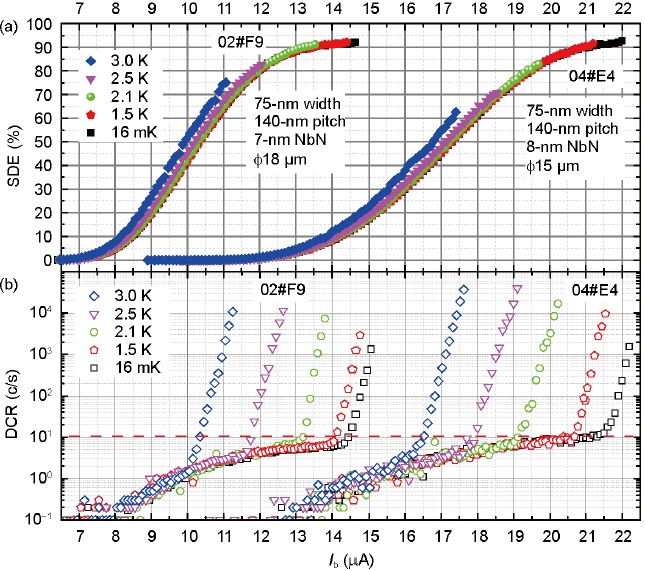 (a)
100
90
80
70
60
50
40
30
20
10
0
SDE (%)
02#F9
04#E4
3.0 K
2.5 K
2.1 K
1.5 K
16 mK
75-nm width
140-nm pitch
7-nm NbN
ϕ18 μm
75-nm width
140-nm pitch
8-nm NbN
ϕ15 μm
7 8 9 10 11 12 13 14 15 16 17 18 19 20 21 22
(b)
10⁴
10³
10²
10¹
10⁰
10⁻¹
DCR (c/s)
02#F9
04#E4
3.0 K
2.5 K
2.1 K
1.5 K
16 mK
7 8 9 10 11 12 13 14 15 16 17 18 19 20 21 22
I_b (μA)